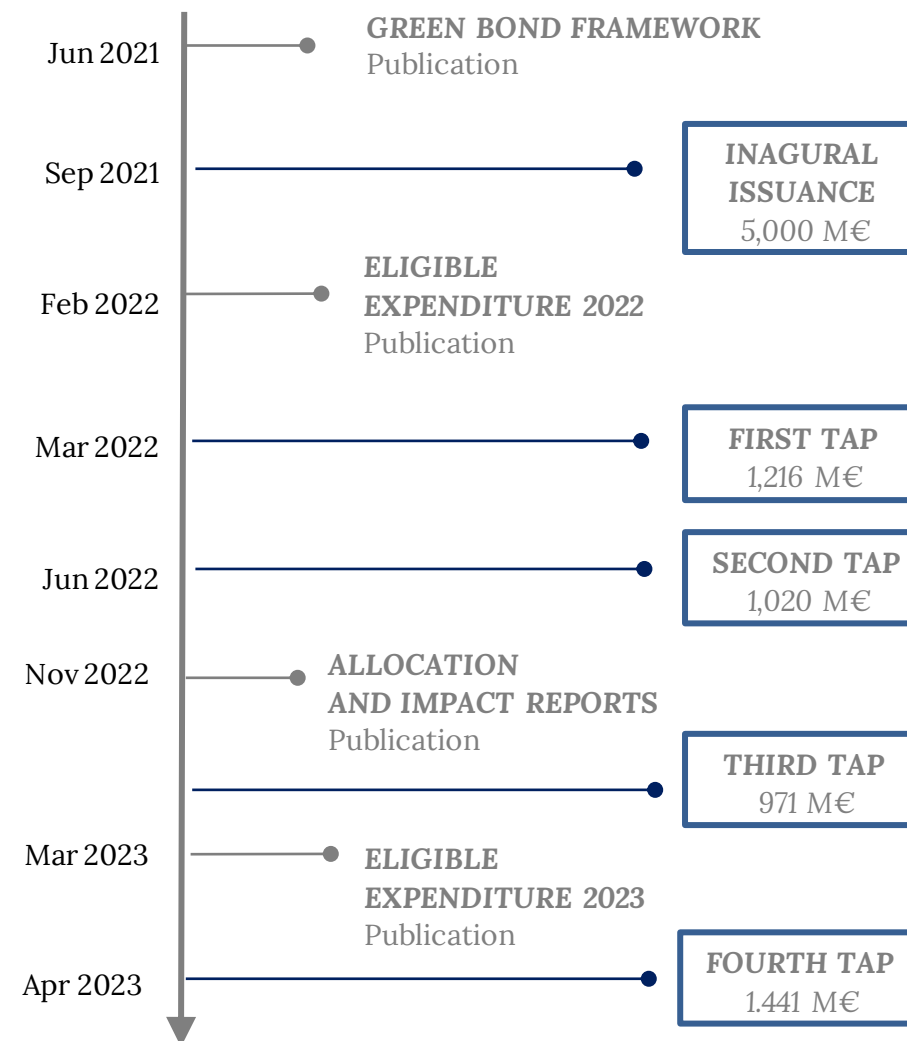 Jun 2021
GREEN BOND FRAMEWORK
Publication
Sep 2021
INAGURAL
ISSUANCE
5,000 M€
Feb 2022
ELIGIBLE
EXPENDITURE 2022
Publication
Mar 2022
FIRST TAP
1,216 M€
Jun 2022
SECOND TAP
1,020 M€
Nov 2022
ALLOCATION
AND IMPACT REPORTS
Publication
THIRD TAP
971 M€
Mar 2023
ELIGIBLE
EXPENDITURE 2023
Publication
Apr 2023
FOURTH TAP
1.441 M€